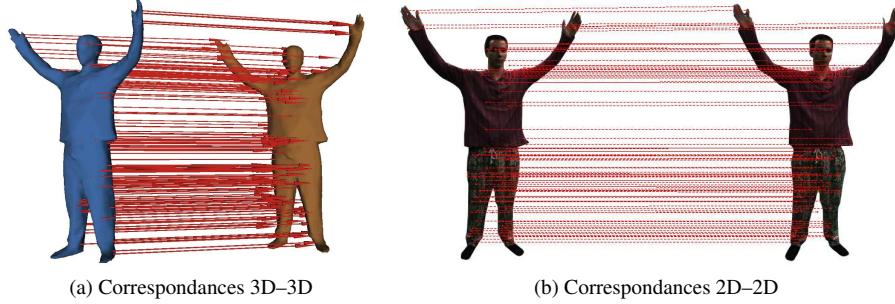 (a) Correspondances 3D–3D
(b) Correspondances 2D–2D